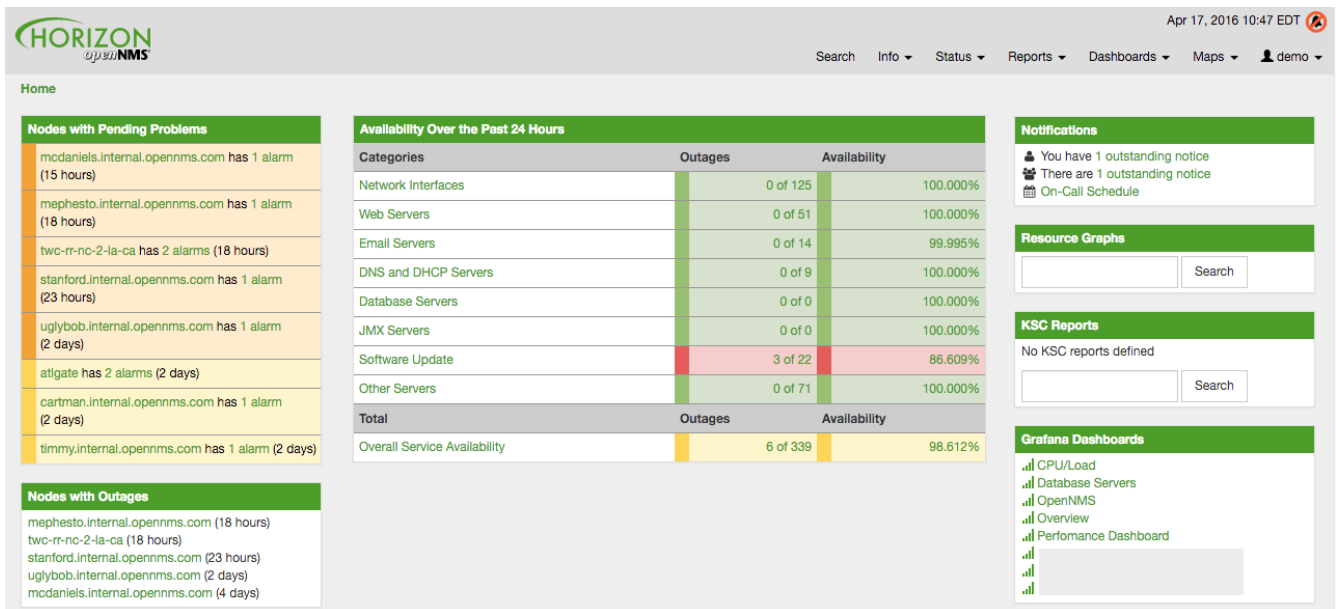 HORIZON
openNMS
Apr 17, 2016 10:47 EDT
Search Info Status Reports Dashboards Maps demo
Home
Nodes with Pending Problems
mcdaniels.internal.opennms.com has 1 alarm
(15 hours)
mephesto.internal.opennms.com has 1 alarm
(18 hours)
twc-rr-nc-2-la-ca has 2 alarms (18 hours)
stanford.internal.opennms.com has 1 alarm
(23 hours)
uglybob.internal.opennms.com has 1 alarm
(2 days)
atlgate has 2 alarms (2 days)
cartman.internal.opennms.com has 1 alarm
(2 days)
timmy.internal.opennms.com has 1 alarm (2 days)
Nodes with Outages
mephesto.internal.opennms.com (18 hours)
twc-rr-nc-2-la-ca (18 hours)
stanford.internal.opennms.com (23 hours)
uglybob.internal.opennms.com (2 days)
mcdaniels.internal.opennms.com (4 days)
Availability Over the Past 24 Hours
Categories Outages Availability
Network Interfaces 0 of 125 100.000%
Web Servers 0 of 51 100.000%
Email Servers 0 of 14 99.995%
DNS and DHCP Servers 0 of 9 100.000%
Database Servers 0 of 0 100.000%
JMX Servers 0 of 0 100.000%
Software Update 3 of 22 86.609%
Other Servers 0 of 71 100.000%
Total Outages Availability
Overall Service Availability 6 of 339 98.612%
Notifications
You have 1 outstanding notice
There are 1 outstanding notice
On-Call Schedule
Resource Graphs
Search
KSC Reports
No KSC reports defined
Search
Grafana Dashboards
CPU/Load
Database Servers
OpenNMS
Overview
Perfomance Dashboard